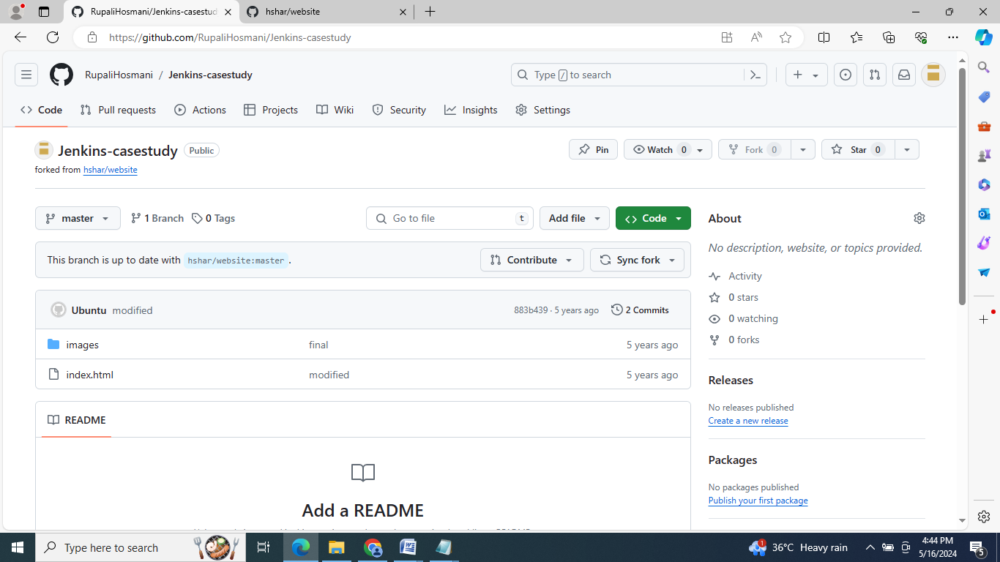 RupaliHosmani/Jenkins-casestud
hshar/website
https://github.com/RupaliHosmani/Jenkins-casestudy
RupaliHosmani / Jenkins-casestudy
Type / to search
Code Pull requests Actions Projects Wiki Security Insights Settings
Jenkins-casestudy Public
Pin Watch 0 Fork 0 Star 0
forked from hshar/website
master 1 Branch 0 Tags Go to file t Add file Code
About
No description, website, or topics provided.
This branch is up to date with hshar/website:master . Contribute Sync fork
Activity
0 stars
0 watching
0 forks
Ubuntu modified 883b439 · 5 years ago 2 Commits
images final 5 years ago
index.html modified 5 years ago
Releases
No releases published
Create a new release
README
Add a README
Packages
No packages published
Publish your first package
Type here to search
1
36°C Heavy rain
4:44 PM
5/16/2024
5